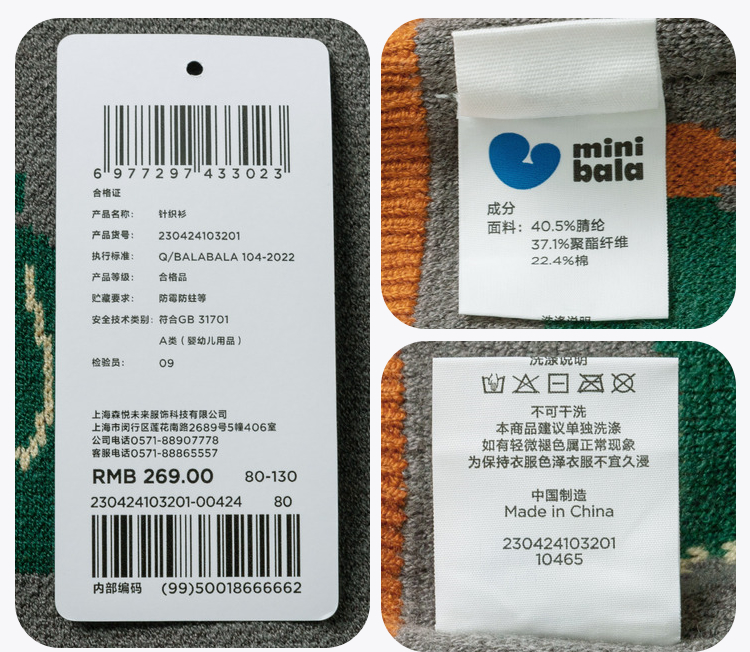 6 977297 433023
合格证
产品名称： 针织衫
产品货号： 230424103201
执行标准： Q/BALABALA 104-2022
产品等级： 合格品
贮藏要求： 防霉防蛀等
安全技术类别：符合GB 31701
A类（婴幼儿用品）
检验员： 09
上海森悦未来服饰科技有限公司
上海市闵行区莲花南路2689号5幢406室
公司电话0571-88907778
客服电话0571-88865557
RMB 269.00 80-130
230424103201-00424 80
内部编码 (99)50018666662
mini
bala
成分
面料：40.5%腈纶
37.1%聚酯纤维
22.4%棉
洗涤说明
洗涤说明
不可干洗
本商品建议单独洗涤
如有轻微褪色属正常现象
为保持衣服色泽衣服不宜久浸
中国制造
Made in China
230424103201
10465